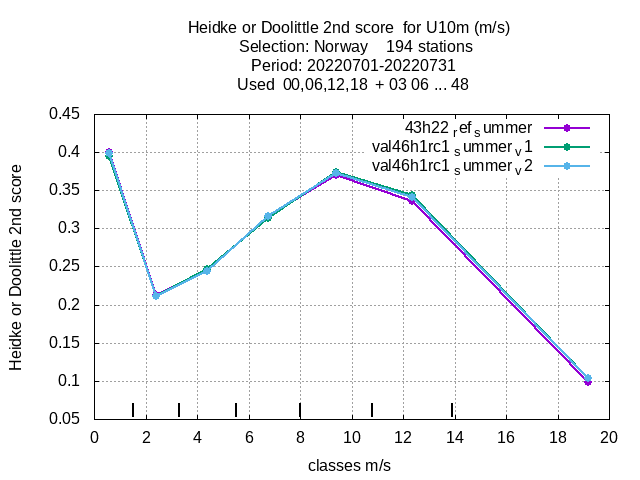 Heidke or Doolittle 2nd score  for U10m (m/s)
Selection: Norway    194 stations
Period: 20220701-20220731
Used  00,06,12,18  + 03 06 ... 48
43h22 ref summer
val46h1rc1 summer v1
val46h1rc1 summer v2
0.45
0.4
0.35
0.3
0.25
0.2
0.15
0.1
0.05
Heidke or Doolittle 2nd score
0 2 4 6 8 10 12 14 16 18 20
classes m/s